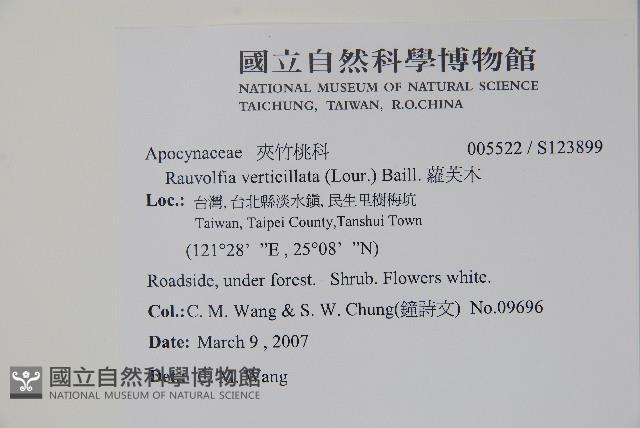 國立自然科學博物館
NATIONAL MUSEUM OF NATURAL SCIENCE
TAICHUNG, TAIWAN, R.O.CHINA
Apocynaceae 夾竹桃科 005522 / S123899
Rauvolfia verticillata (Lour.) Baill. 蘿芙木
Loc.: 台灣, 台北縣淡水鎮, 民生里樹梅坑
Taiwan, Taipei County,Tanshui Town
(121°28' ”E , 25°08' ”N)
Roadside, under forest. Shrub. Flowers white.
Col.:C. M. Wang & S. W. Chung(鐘詩文) No.09696
Date: March 9 , 2007
Wang
國立自然科學博物館
NATIONAL MUSEUM OF NATURAL SCIENCE